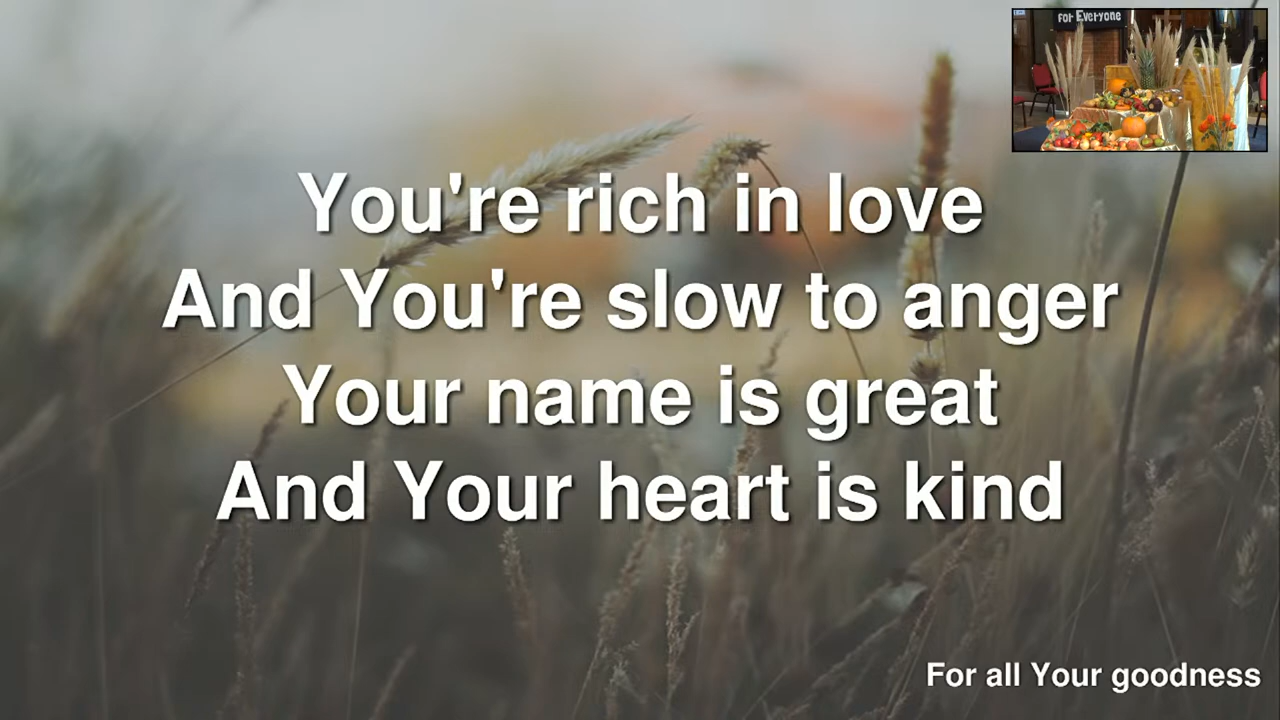 for Everyone
You're rich in love
And You're slow to anger
Your name is great
And Your heart is kind
For all Your goodness